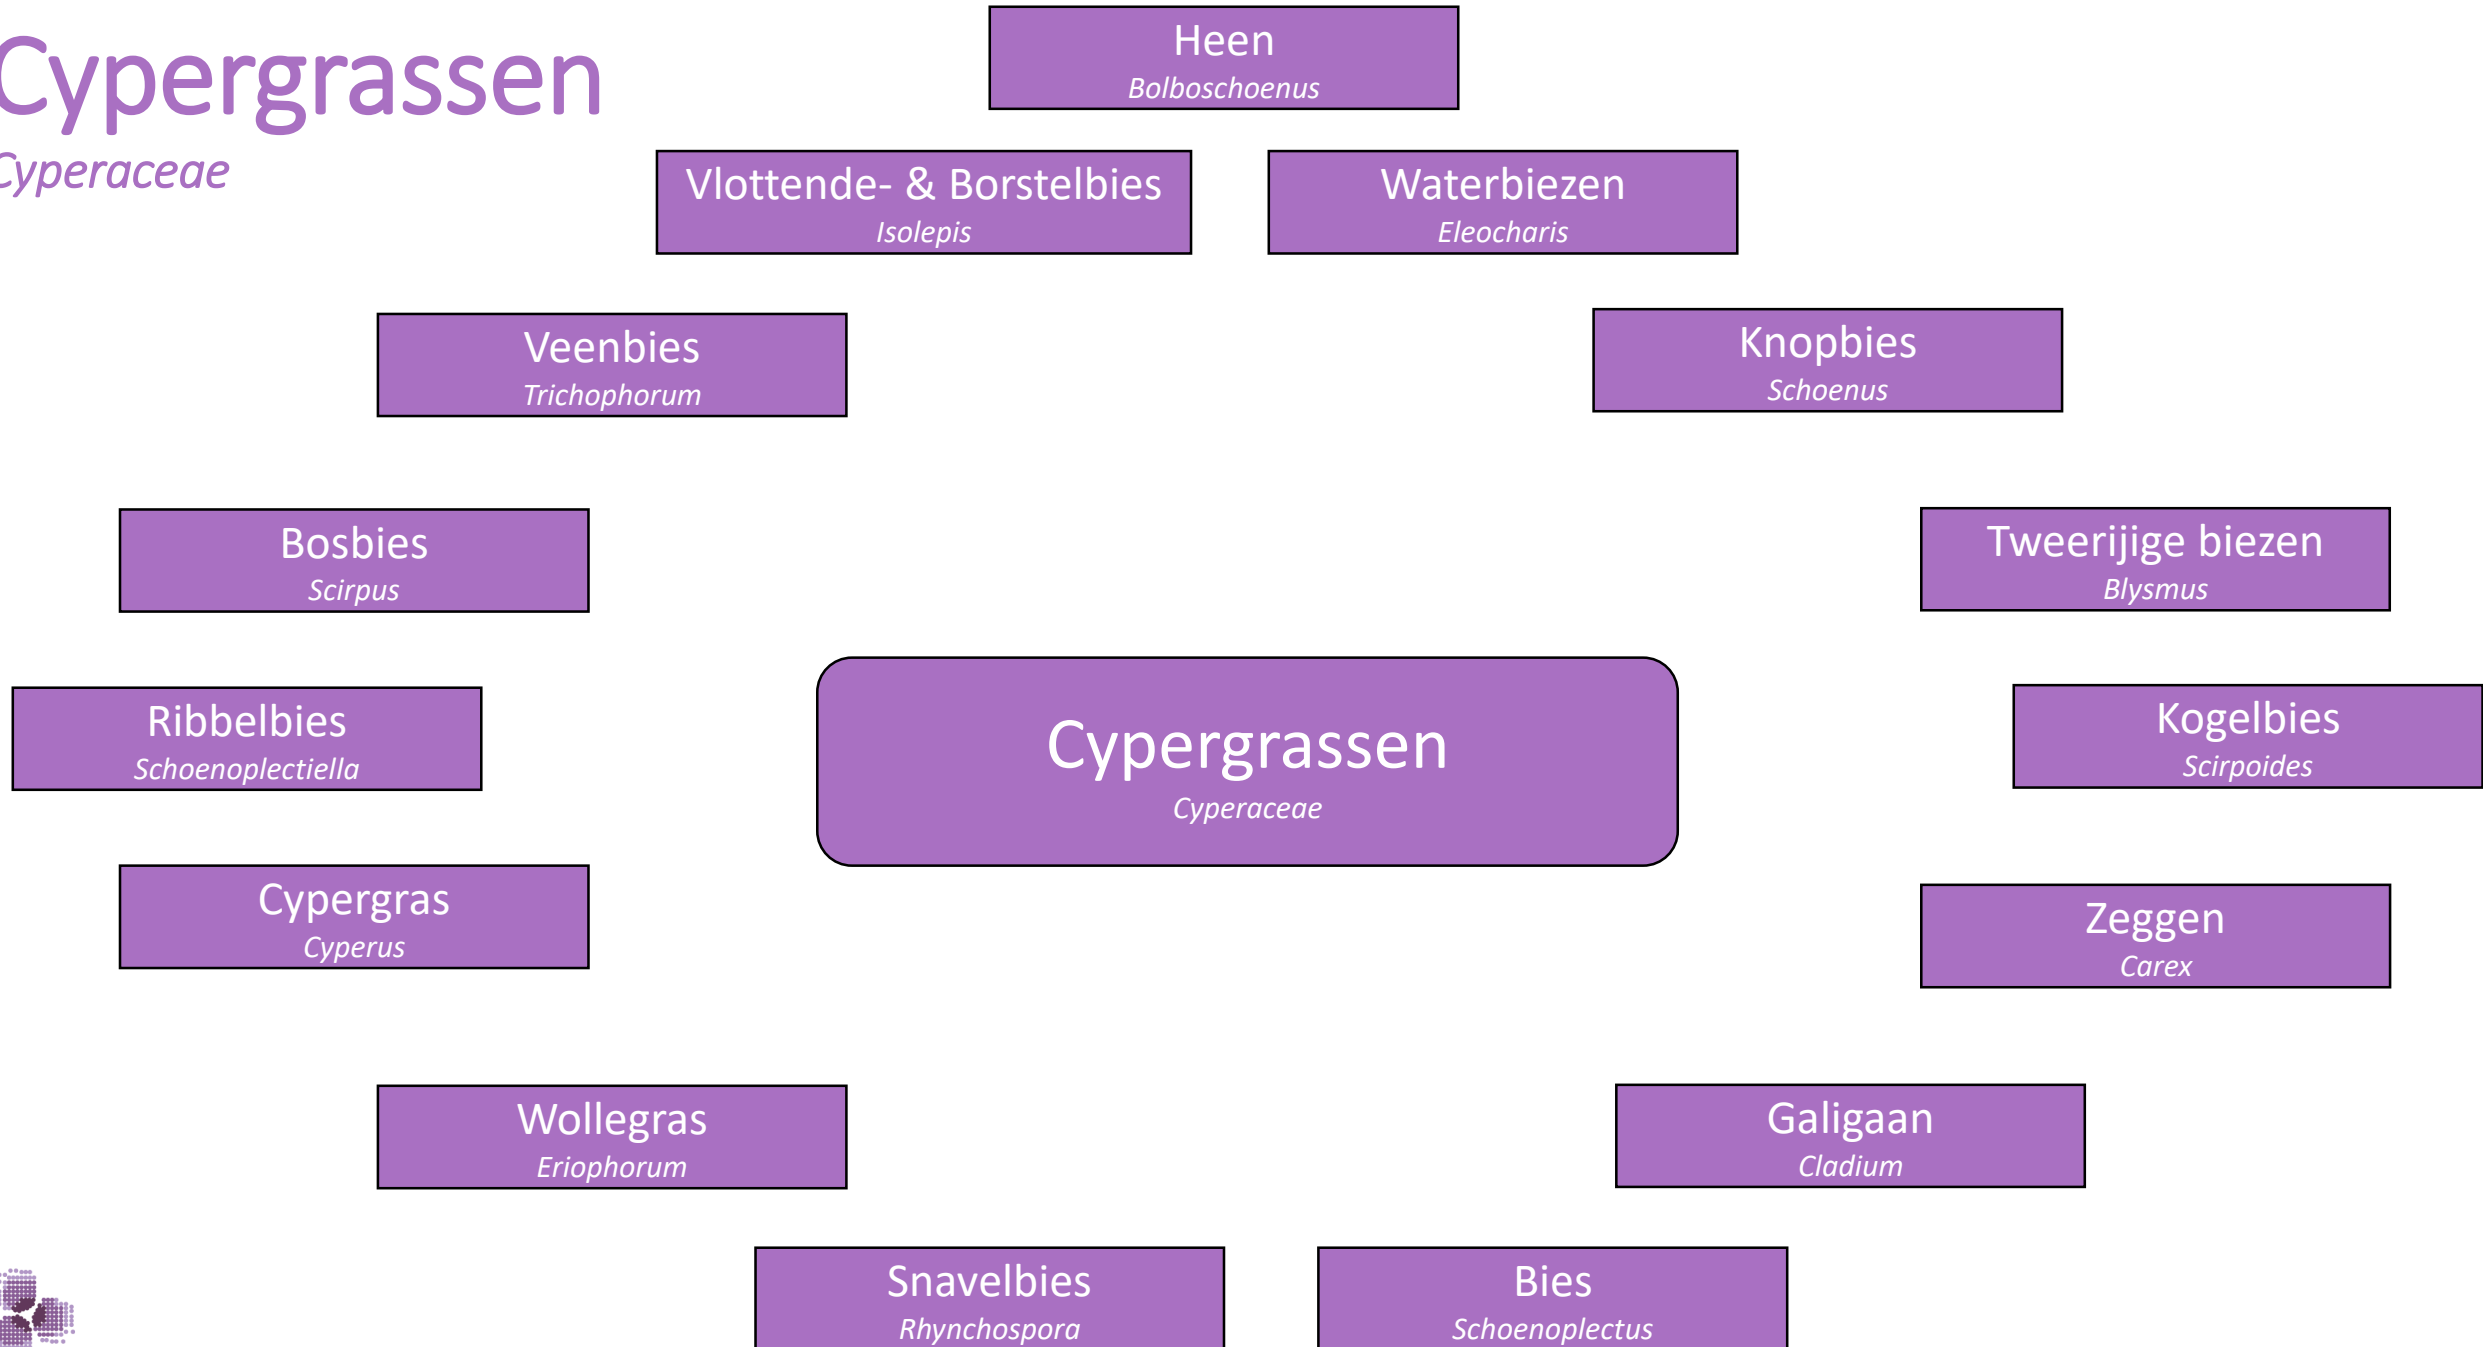 Cypergrassen
Cyperaceae
Heen
Bolboschoenus
Vlottende- & Borstelbies
Isolepis
Waterbiezen
Eleocharis
Veenbies
Trichophorum
Knopbies
Schoenus
Bosbies
Scirpus
Tweerijige biezen
Blysmus
Ribbelbies
Schoenoplectiella
Cypergrassen
Cyperaceae
Kogelbies
Scirpoides
Cypergras
Cyperus
Zeggen
Carex
Wollegras
Eriophorum
Galigaan
Cladium
Snavelbies
Rhynchospora
Bies
Schoenoplectus